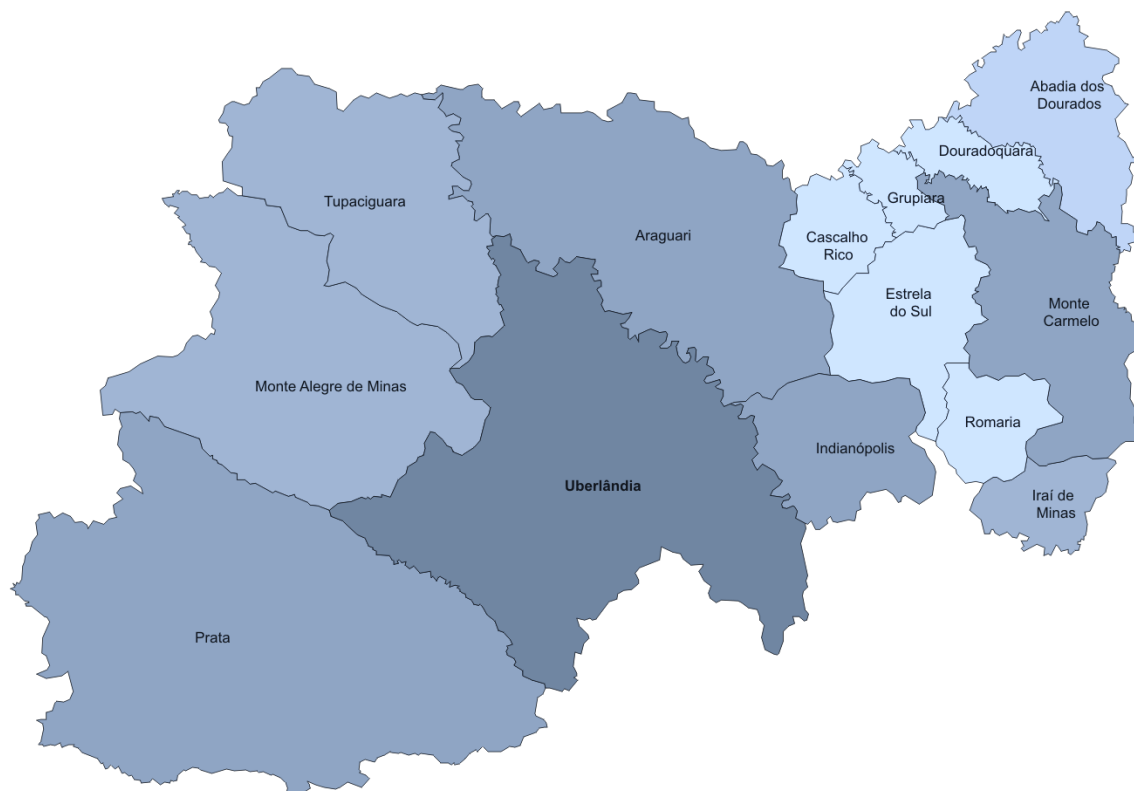 Abadia dos
Dourados
Douradoquara
Tupaciguara
Grupiara
Araguari
Cascalho
Rico
Estrela
do Sul
Monte
Carmelo
Monte Alegre de Minas
Romaria
Indianópolis
Uberlândia
Iraí de
Minas
Prata